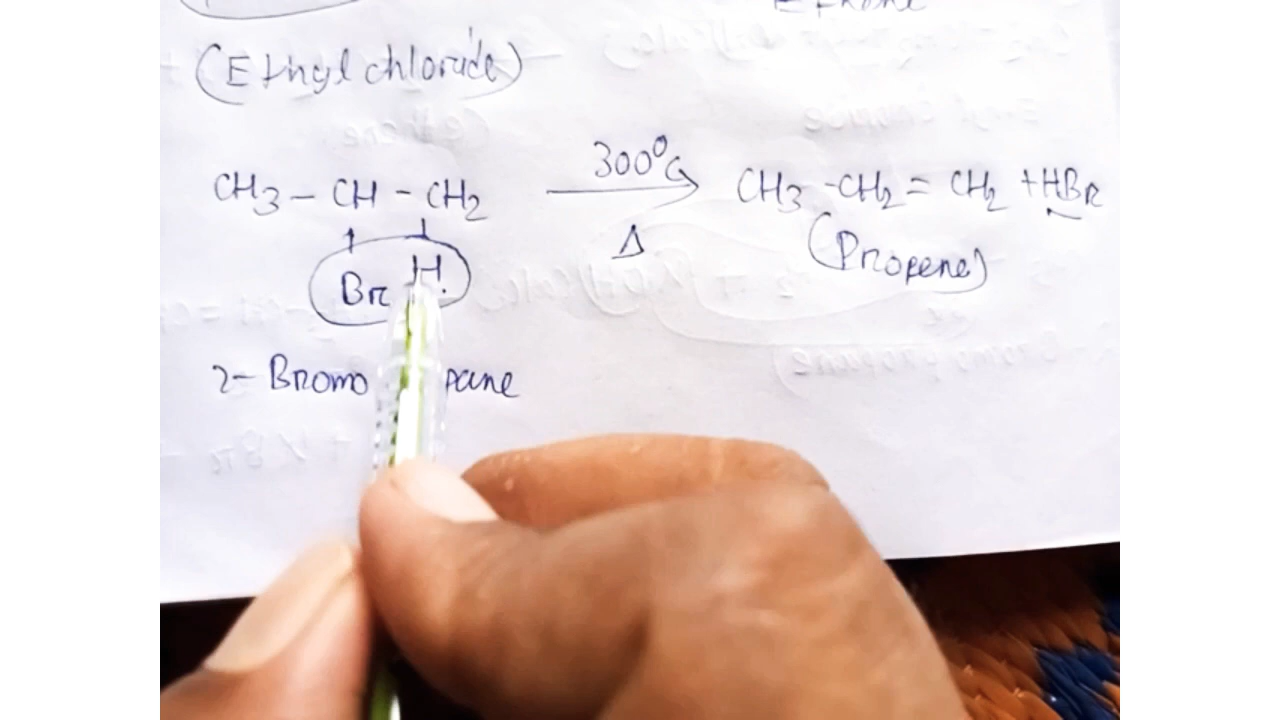 (Ethyl chloride)
CH3 – CH – CH2 300°C CH3 - CH2 = CH2 + HBr
Δ
Br H (Propene)
2- Bromo pane